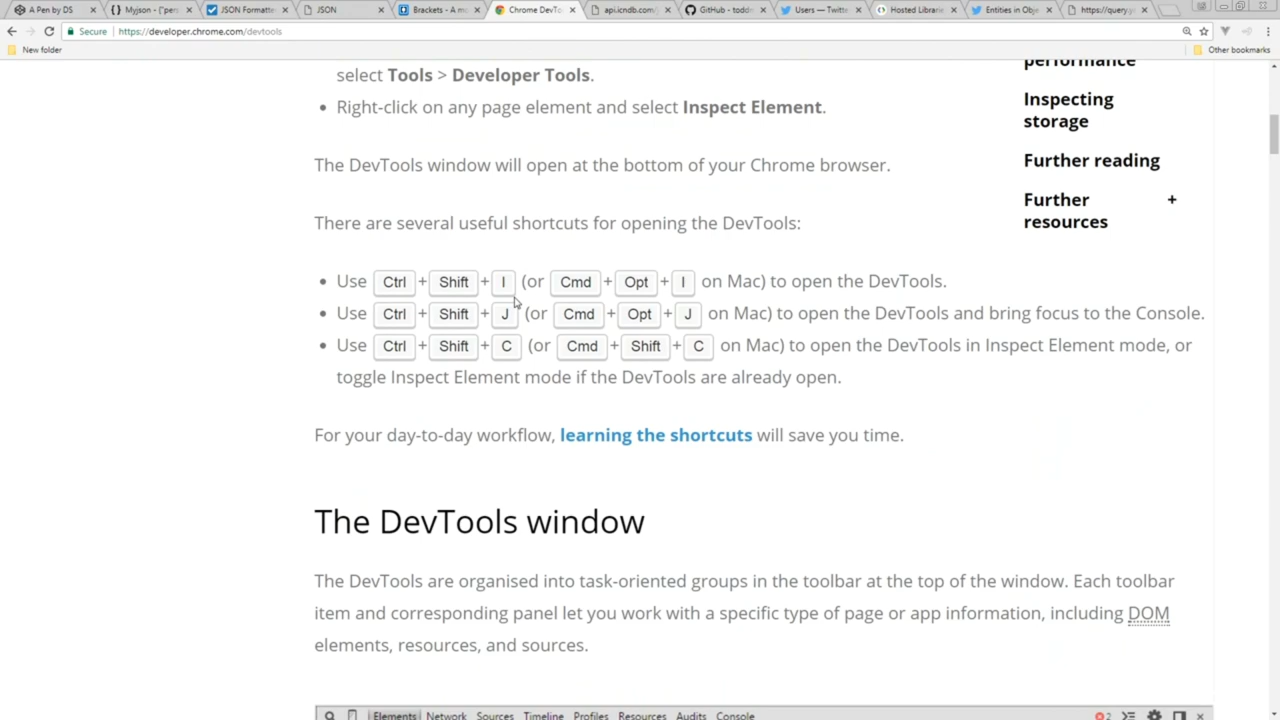 A Pen by DS
Myjson - {"per
JSON Formatte
JSON
Brackets - A m
Chrome DevTo
api.icndb.com/
GitHub - todd
Users — Twitte
Hosted Librarie
Entities in Obje
https://query.
Secure https://developer.chrome.com/devtools
New folder
Other bookmarks
select Tools > Developer Tools.
performance
Right-click on any page element and select Inspect Element.
Inspecting
storage
Further reading
Further +
resources
The DevTools window will open at the bottom of your Chrome browser.
There are several useful shortcuts for opening the DevTools:
Use Ctrl + Shift + I (or Cmd + Opt + I on Mac) to open the DevTools.
Use Ctrl + Shift + J (or Cmd + Opt + J on Mac) to open the DevTools and bring focus to the Console.
Use Ctrl + Shift + C (or Cmd + Shift + C on Mac) to open the DevTools in Inspect Element mode, or
toggle Inspect Element mode if the DevTools are already open.
For your day-to-day workflow, learning the shortcuts will save you time.
The DevTools window
The DevTools are organised into task-oriented groups in the toolbar at the top of the window. Each toolbar
item and corresponding panel let you work with a specific type of page or app information, including DOM
elements, resources, and sources.
Elements Network Sources Timeline Profiles Resources Audits Console 2